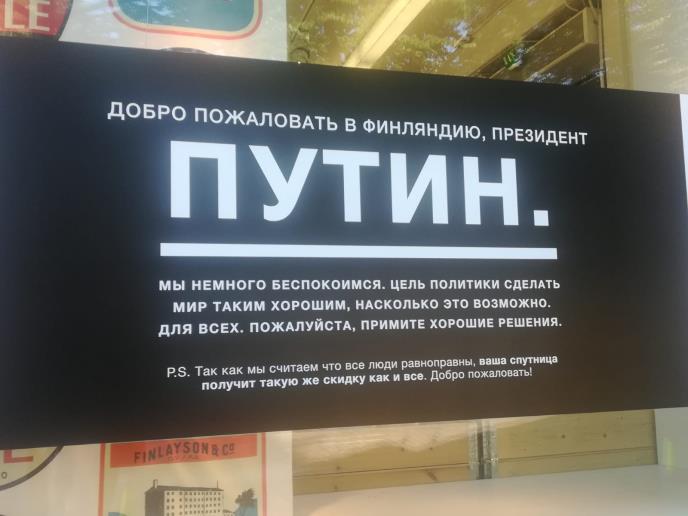 LE
ДОБРО ПОЖАЛОВАТЬ В ФИНЛЯНДИЮ, ПРЕЗИДЕНТ
ПУТИН.
МЫ НЕМНОГО БЕСПОКОИМСЯ. ЦЕЛЬ ПОЛИТИКИ СДЕЛАТЬ
МИР ТАКИМ ХОРОШИМ, НАСКОЛЬКО ЭТО ВОЗМОЖНО.
ДЛЯ ВСЕХ. ПОЖАЛУЙСТА, ПРИМИТЕ ХОРОШИЕ РЕШЕНИЯ.
P.S. Так как мы считаем что все люди равноправны, ваша спутница
получит такую же скидку как и все. Добро пожаловать!
FINLAYSON & Co